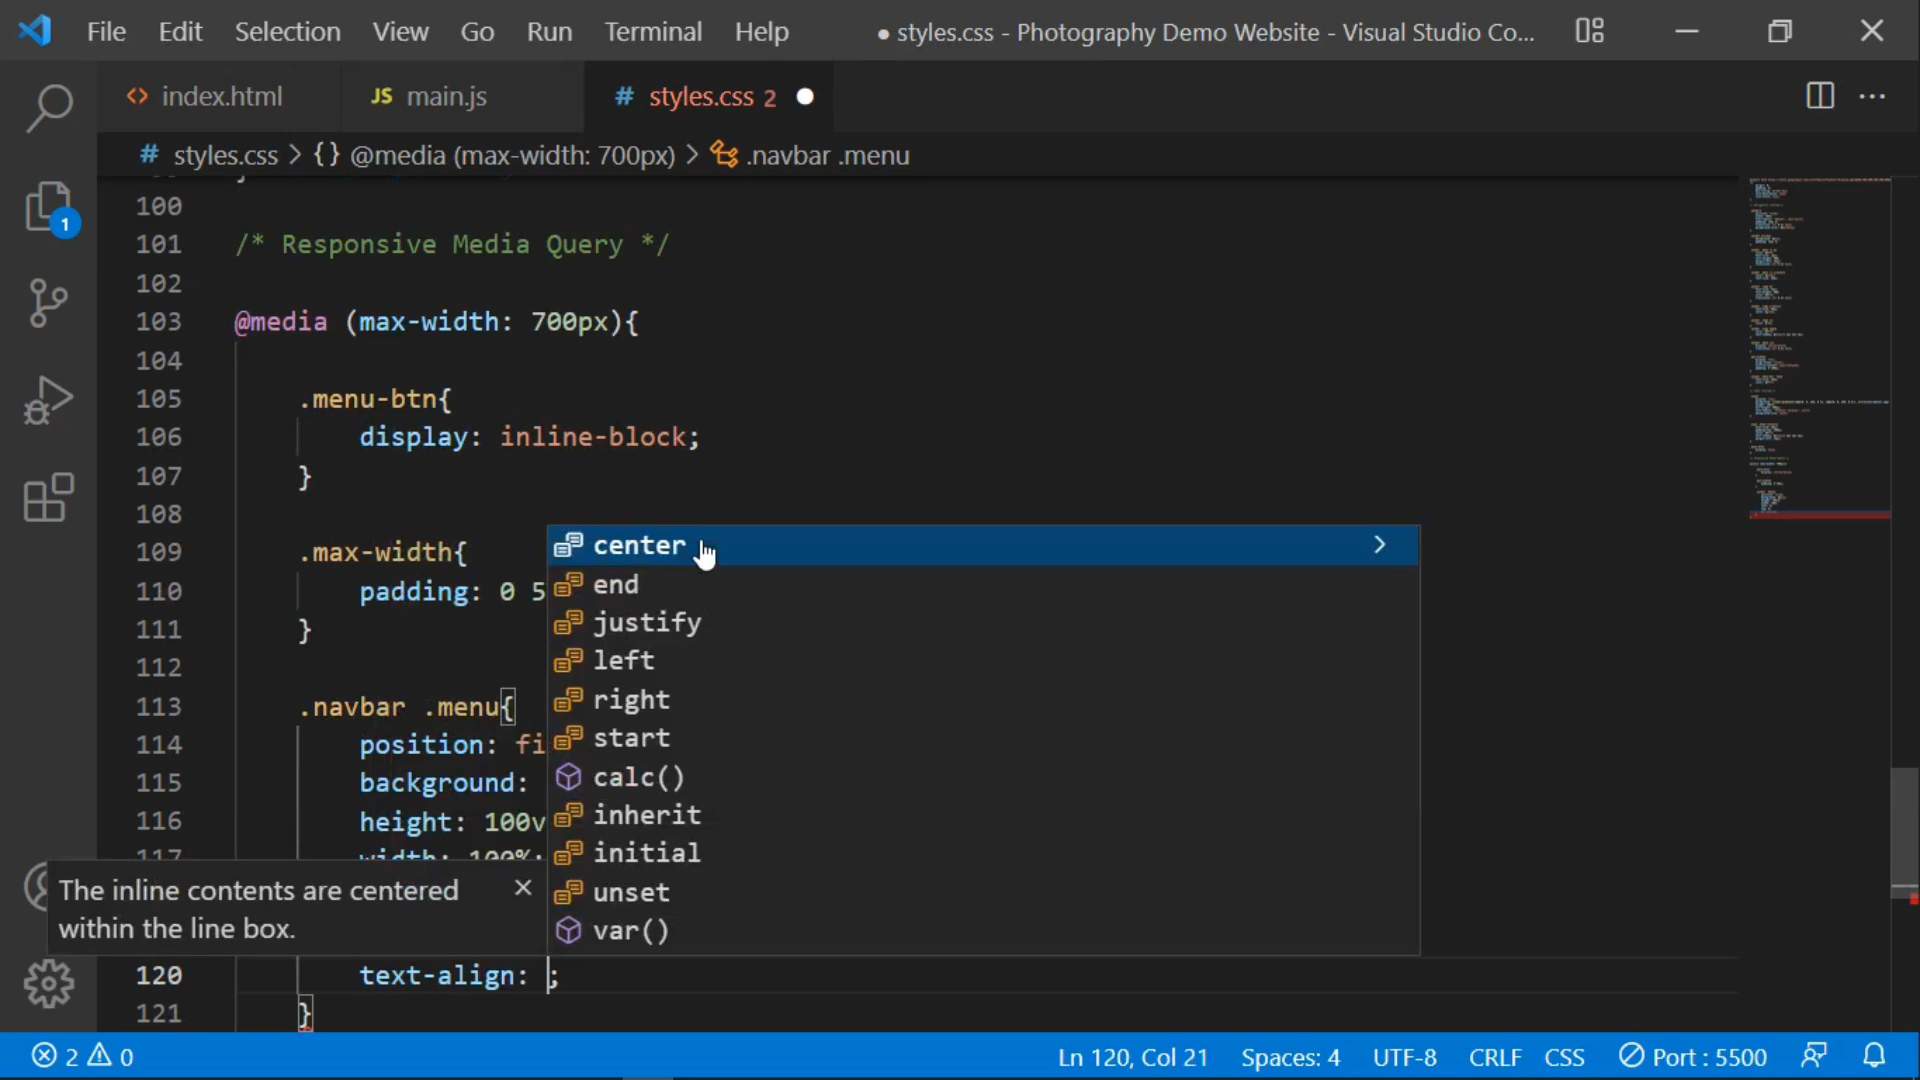 File Edit Selection View Go Run Terminal Help ● styles.css - Photography Demo Website - Visual Studio Co...
<> index.html JS main.js # styles.css 2 ●
# styles.css > {} @media (max-width: 700px) > .navbar .menu
100
101 /* Responsive Media Query */
102
103 @media (max-width: 700px){
104
105 .menu-btn{
106 display: inline-block;
107 }
108
109 .max-width{
110 padding: 0 5
111 }
112
113 .navbar .menu{
114 position: fi
115 background:
116 height: 100v
117 width: 100%;
center
end
justify
left
right
start
calc()
inherit
initial
unset
var()
The inline contents are centered
within the line box.
120 text-align: ;
121 }
1
2 0 Ln 120, Col 21 Spaces: 4 UTF-8 CRLF CSS Port : 5500